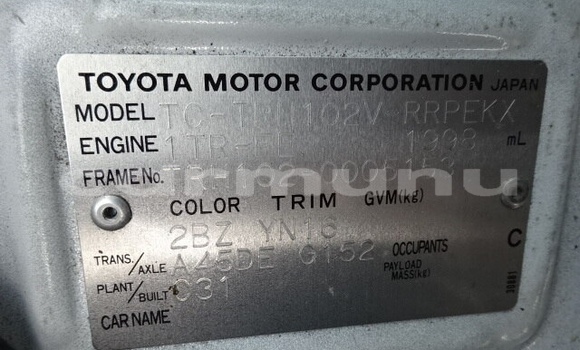 TOYOTA MOTOR CORPORATION JAPAN
MODEL TC-TRH102V RRPEKX
ENGINE 1TR-FE 1998 mL
FRAME No.
COLOR TRIM GVM(kg)
2BZ YN16
TRANS./AXLE A45DE G152 OCCUPANTS C
PLANT/BUILT C31 PAYLOAD MASS(kg)
CAR NAME